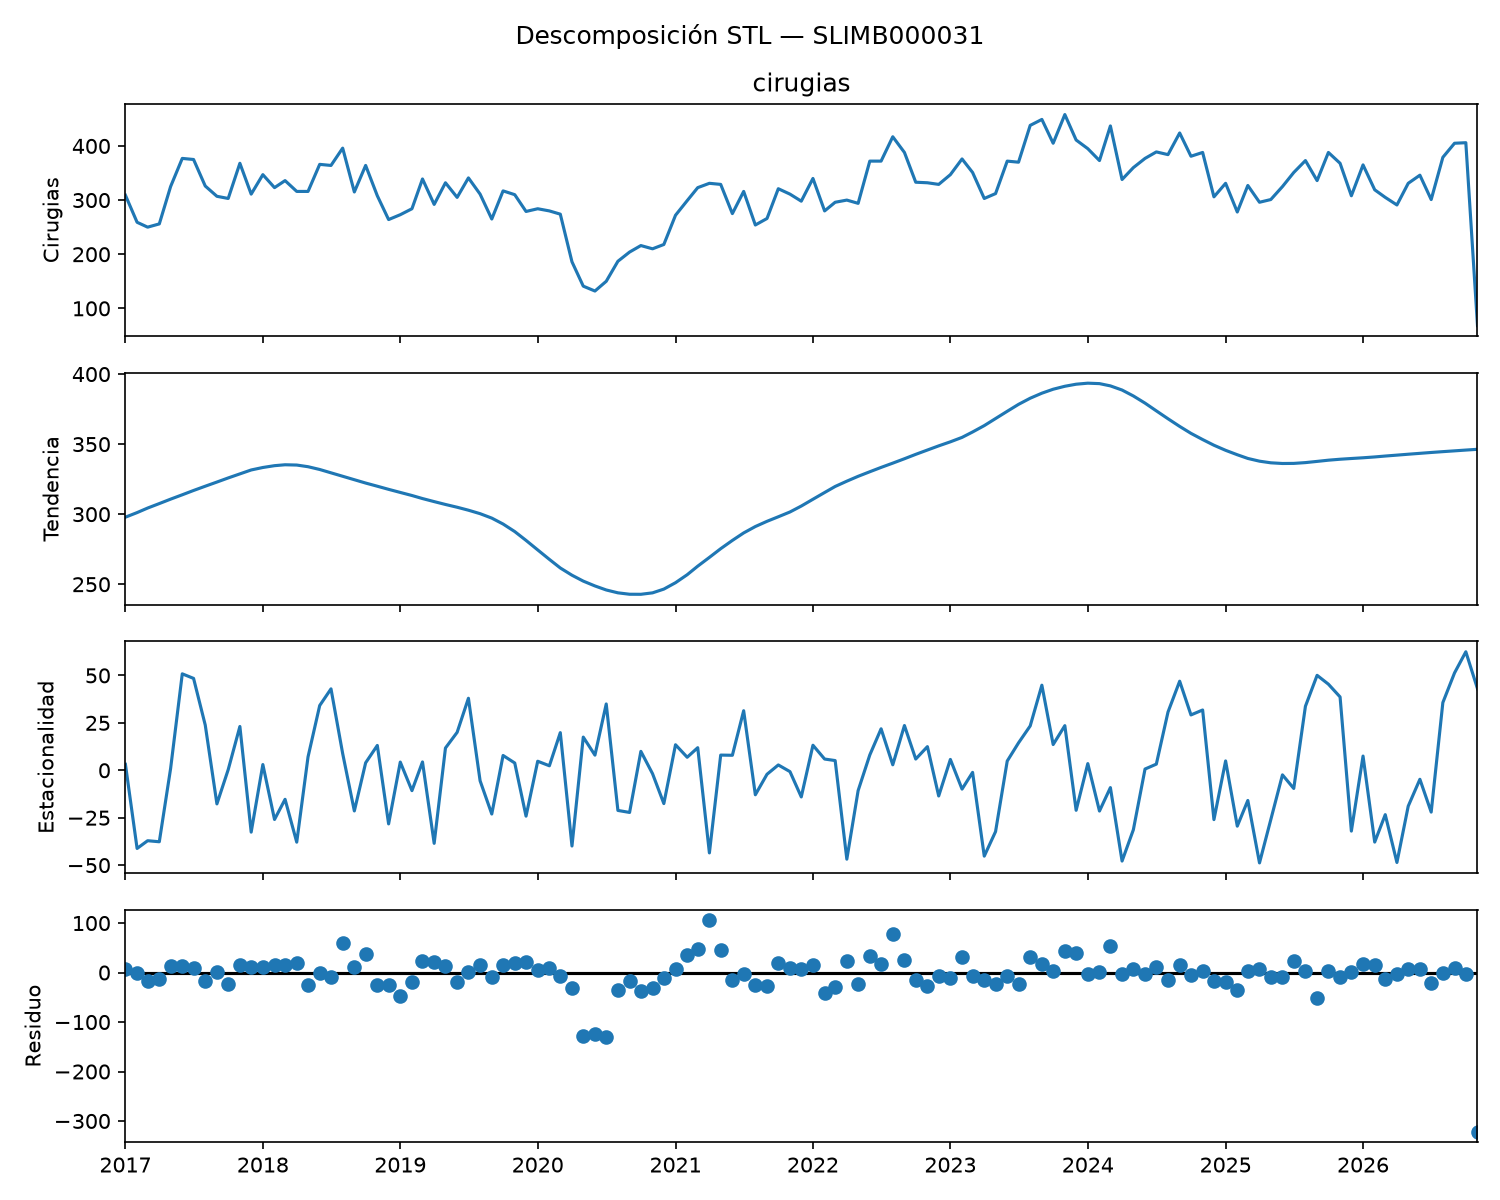 Descomposición STL — SLIMB000031
cirugias
400
300
200
100
Cirugias
400
350
300
250
Tendencia
50
25
0
−25
−50
Estacionalidad
100
0
−100
−200
−300
Residuo
2017 2018 2019 2020 2021 2022 2023 2024 2025 2026